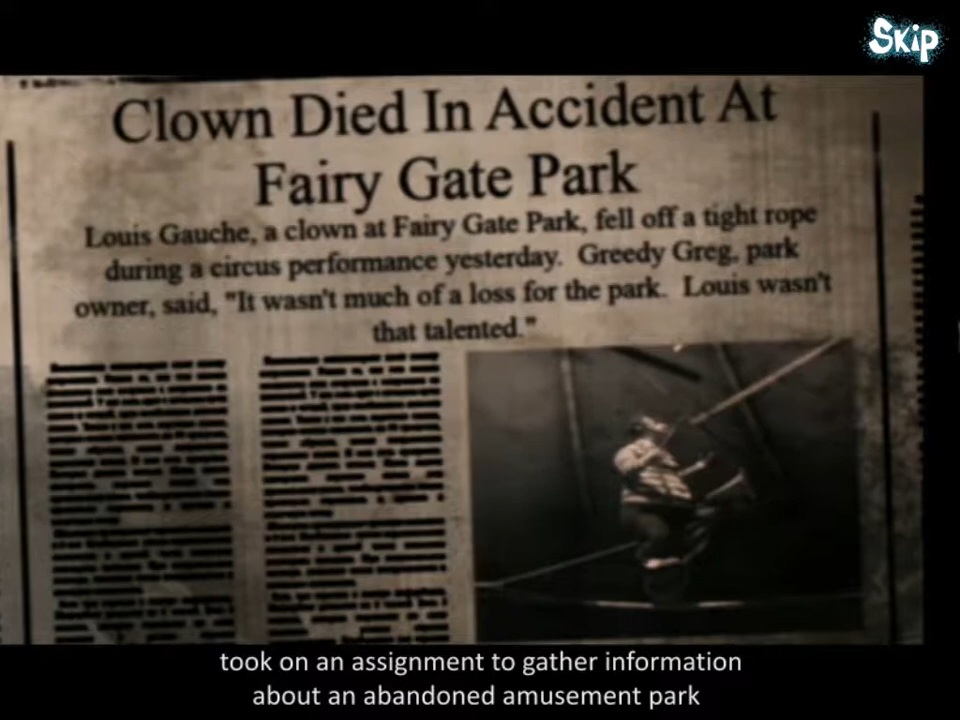 Skip
Clown Died In Accident At
Fairy Gate Park
Louis Gauche, a clown at Fairy Gate Park, fell off a tight rope
during a circus performance yesterday. Greedy Greg, park
owner, said, "It wasn't much of a loss for the park. Louis wasn't
that talented."
took on an assignment to gather information
about an abandoned amusement park